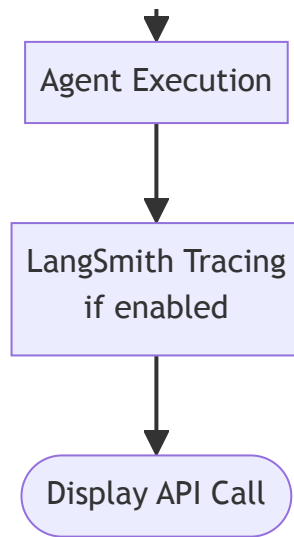 Agent Execution
LangSmith Tracing
if enabled
Display API Call